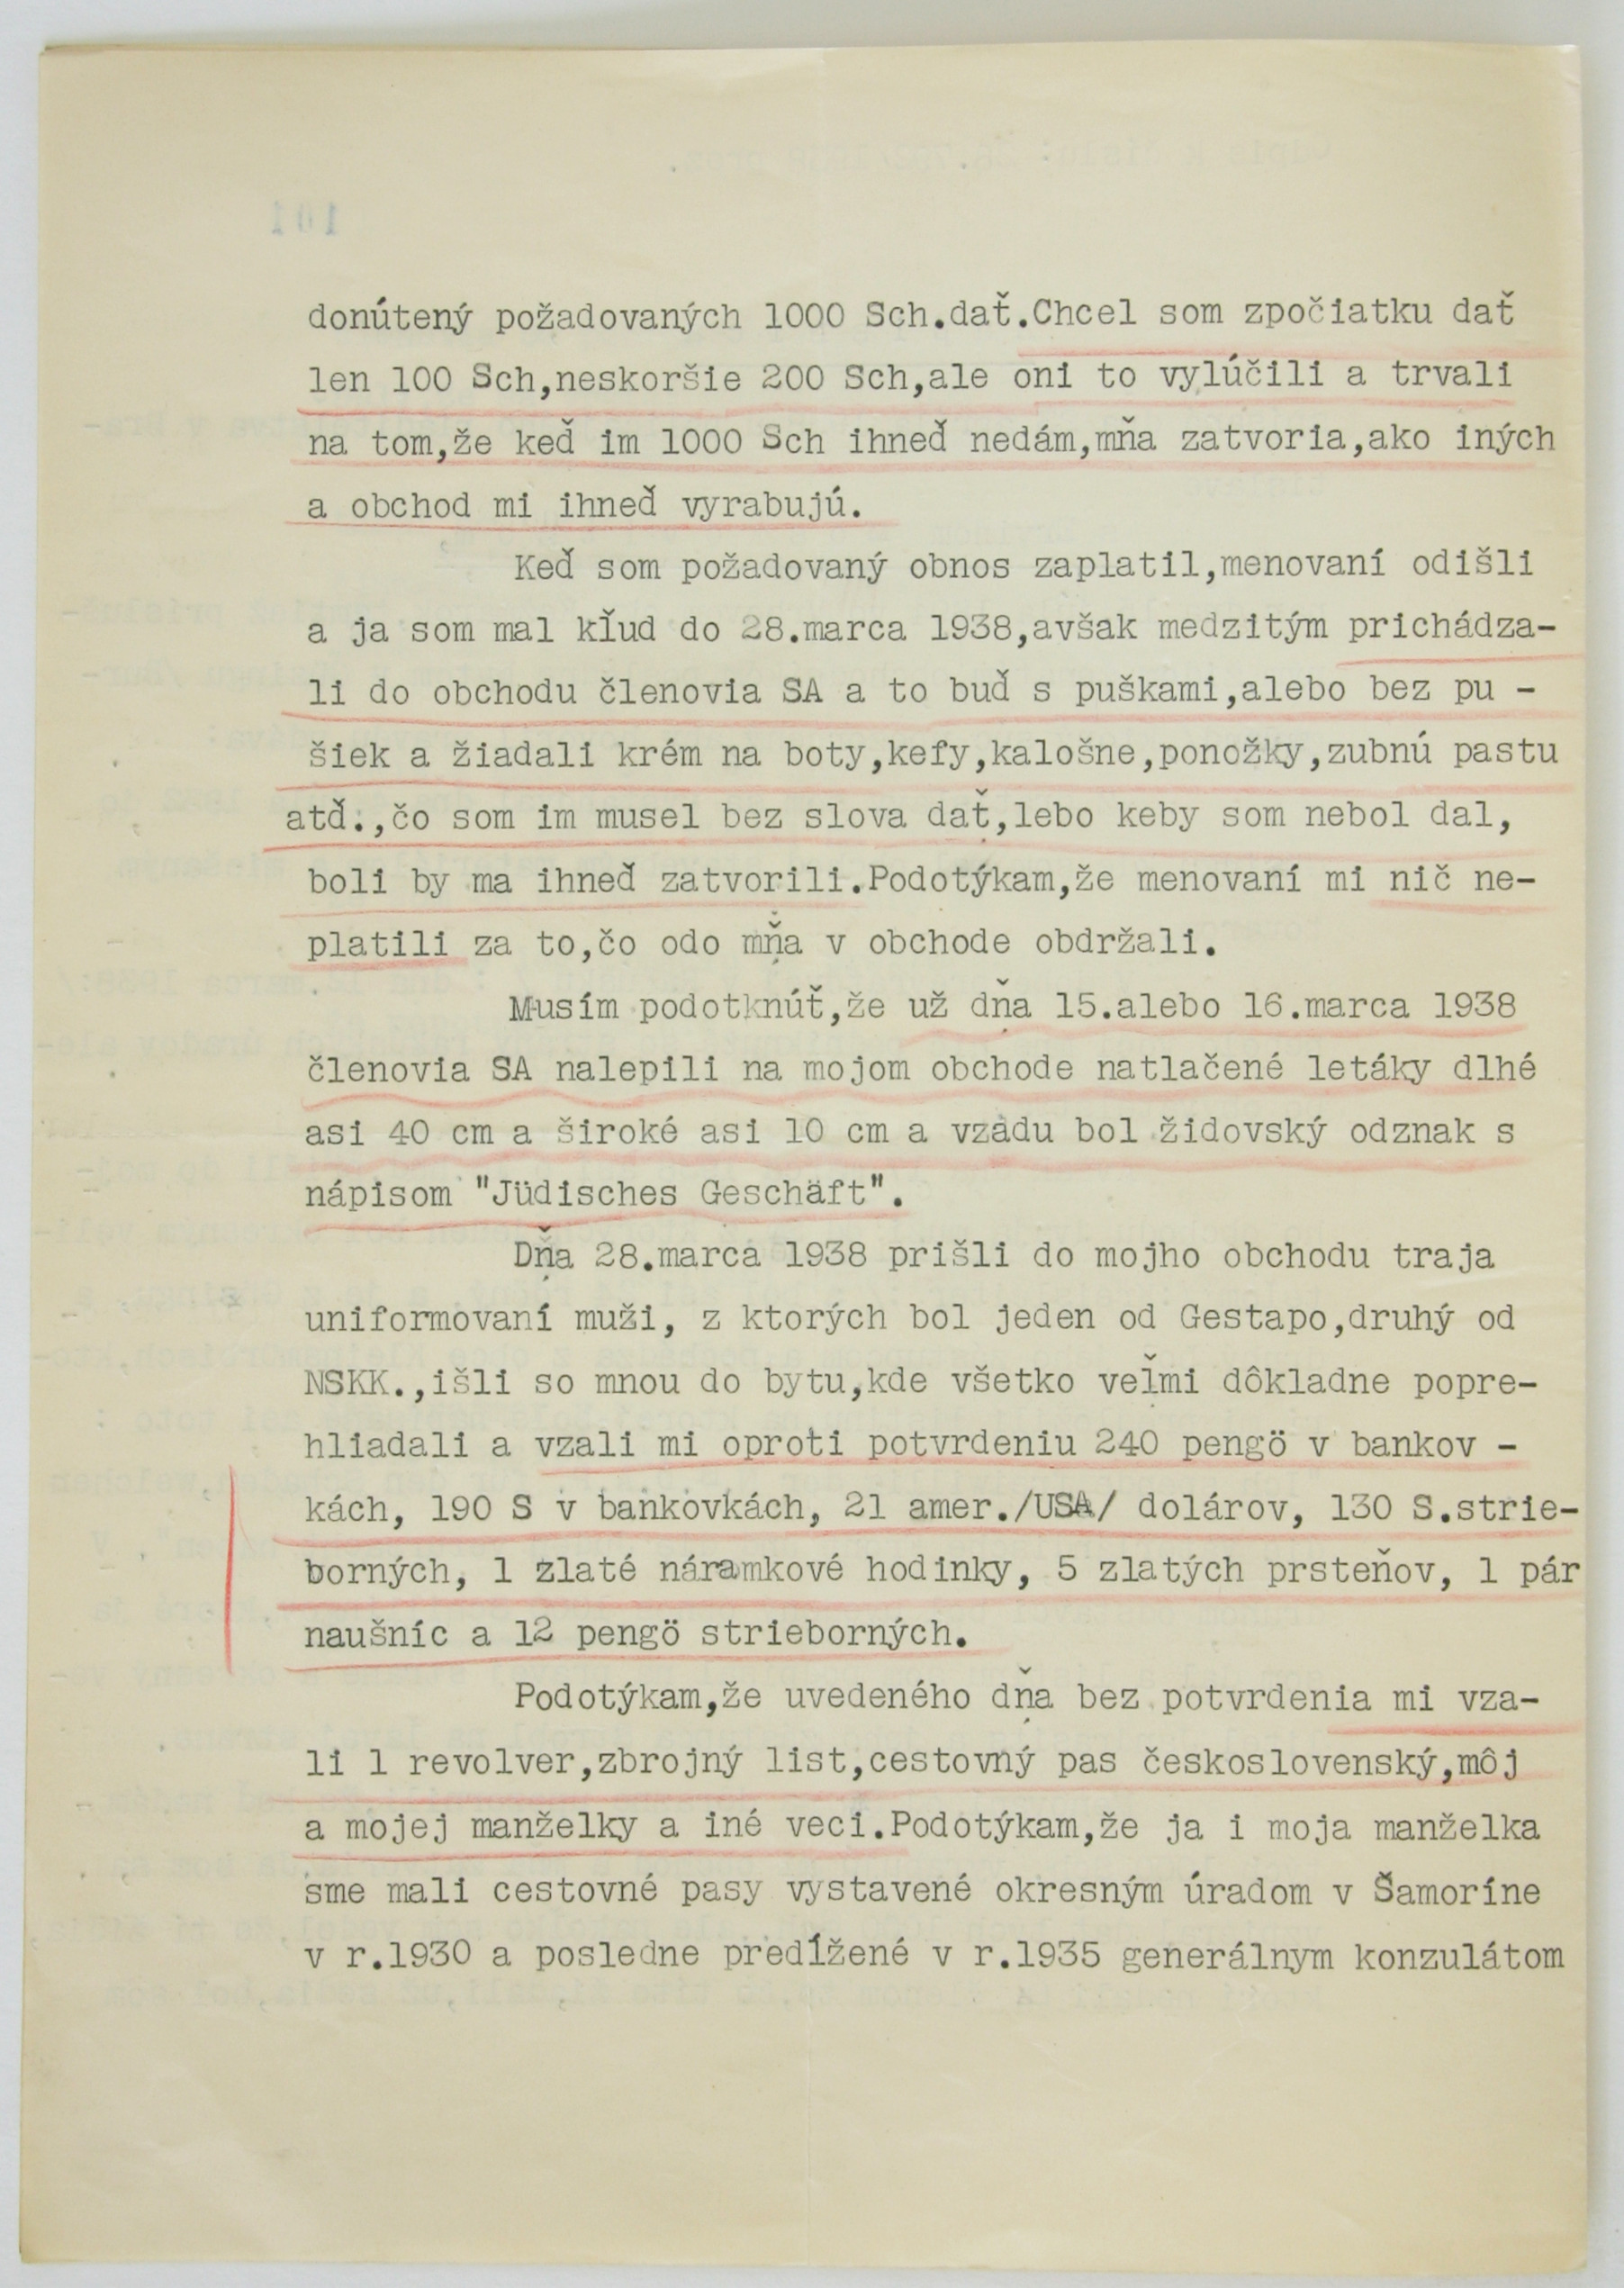 donútený požadovaných 1000 Sch.dať.Chcel som zpočiatku dať
len 100 Sch,neskoršie 200 Sch,ale oni to vylúčili a trvali
na tom,že keď im 1000 Sch ihneď nedám,mňa zatvoria,ako iných
a obchod mi ihneď vyrabujú.
Keď som požadovaný obnos zaplatil,menovaní odišli
a ja som mal kľud do 28.marca 1938,avšak medzitým prichádza-
li do obchodu členovia SA a to buď s puškami,alebo bez pu -
šiek a žiadali krém na boty,kefy,kalošne,ponožky,zubnú pastu
atď.,čo som im musel bez slova dať,lebo keby som nebol dal,
boli by ma ihneď zatvorili.Podotýkam,že menovaní mi nič ne-
platili za to,čo odo mňa v obchode obdržali.
Musím podotknúť,že už dňa 15.alebo 16.marca 1938
členovia SA nalepili na mojom obchode natlačené letáky dlhé
asi 40 cm a široké asi 10 cm a vzadu bol židovský odznak s
nápisom "Jüdisches Geschäft".
Dňa 28.marca 1938 prišli do mojho obchodu traja
uniformovaní muži, z ktorých bol jeden od Gestapo,druhý od
NSKK.,išli so mnou do bytu,kde všetko veľmi dôkladne popre-
hliadali a vzali mi oproti potvrdeniu 240 pengö v bankov -
kách, 190 S v bankovkách, 21 amer./USA/ dolárov, 130 S.strie-
borných, 1 zlaté náramkové hodinky, 5 zlatých prsteňov, 1 pár
naušníc a 12 pengö strieborných.
Podotýkam,že uvedeného dňa bez potvrdenia mi vza-
li 1 revolver,zbrojný list,cestovný pas československý,môj
a mojej manželky a iné veci.Podotýkam,že ja i moja manželka
sme mali cestovné pasy vystavené okresným úradom v Šamoríne
v r.1930 a posledne predĺžené v r.1935 generálnym konzulátom